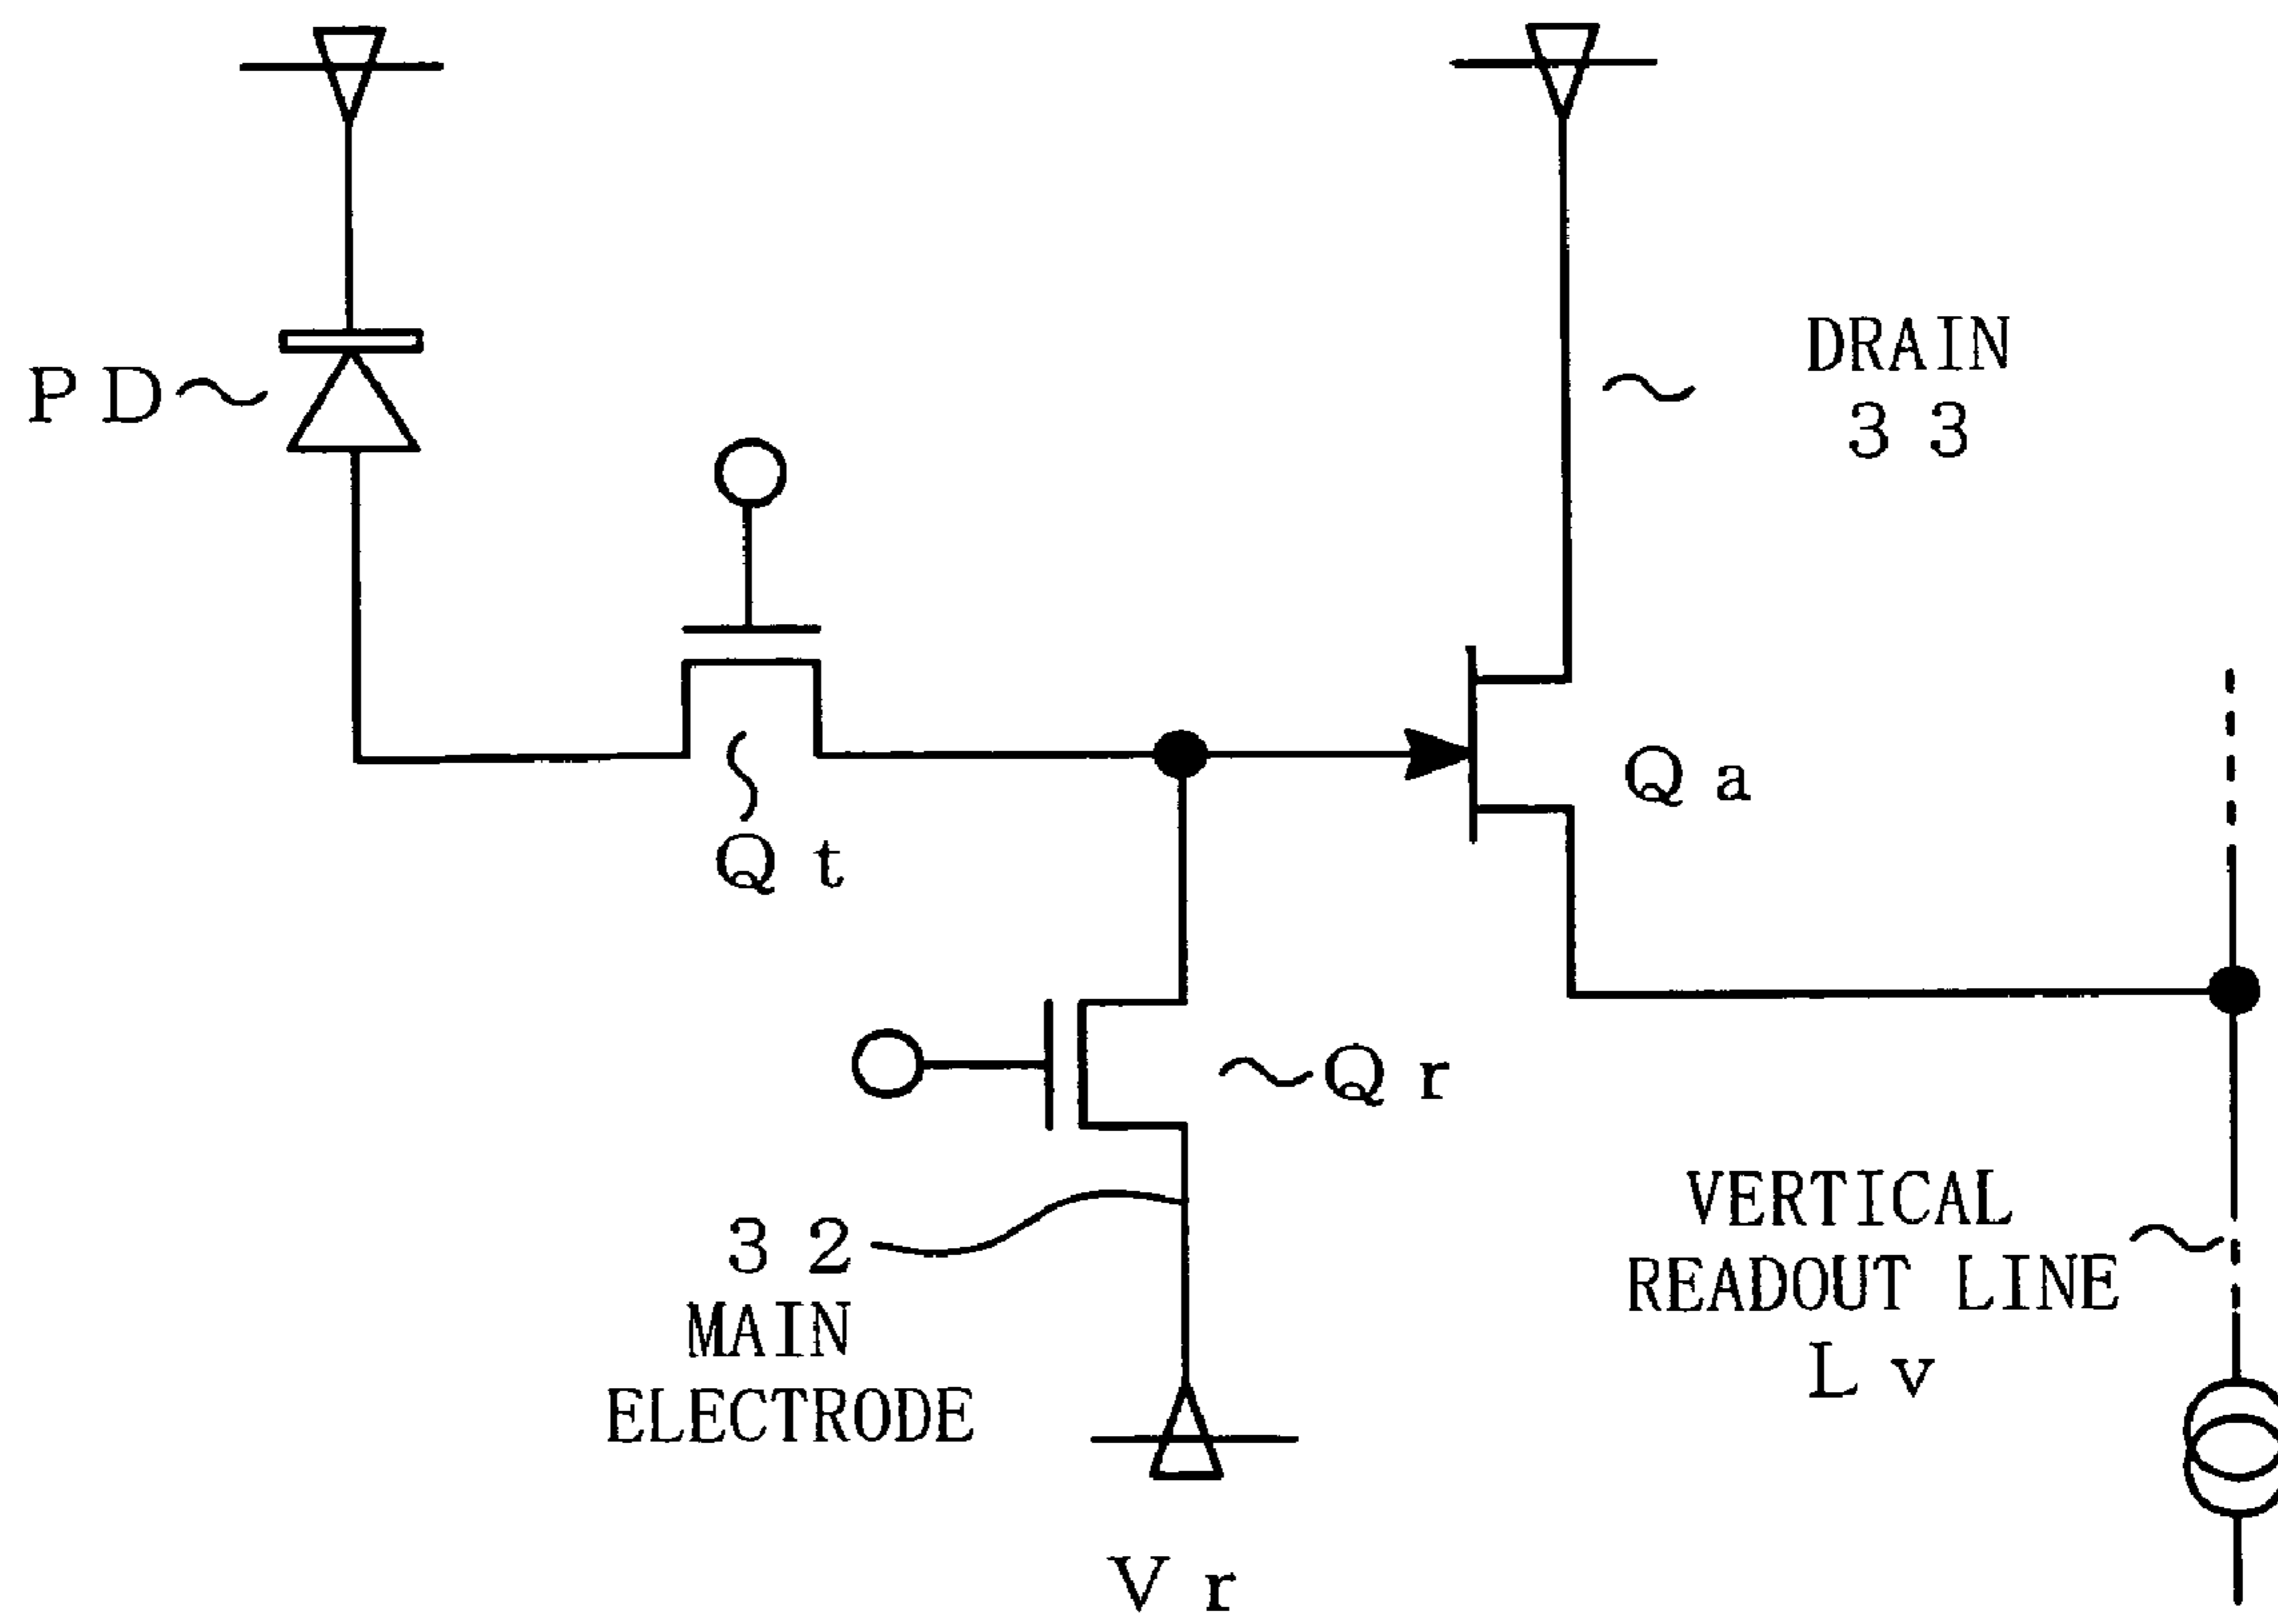 PD
DRAIN
33
Qa
Qt
Qr
32
MAIN
ELECTRODE
VERTICAL
READOUT LINE
Lv
Vr